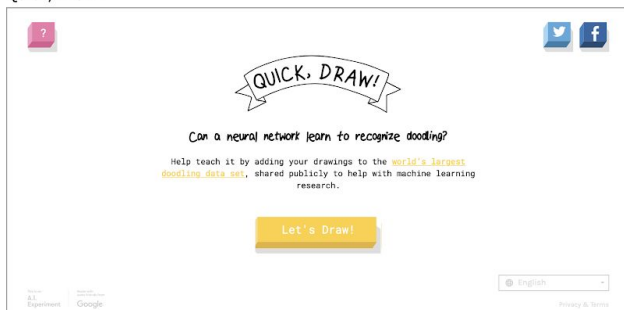 ?
QUICK, DRAW!
Can a neural network learn to recognize doodling?
Help teach it by adding your drawings to the world's largest
doodling data set, shared publicly to help with machine learning
research.
Let's Draw!
English
A.I.
Experiment
Google
Privacy & Terms